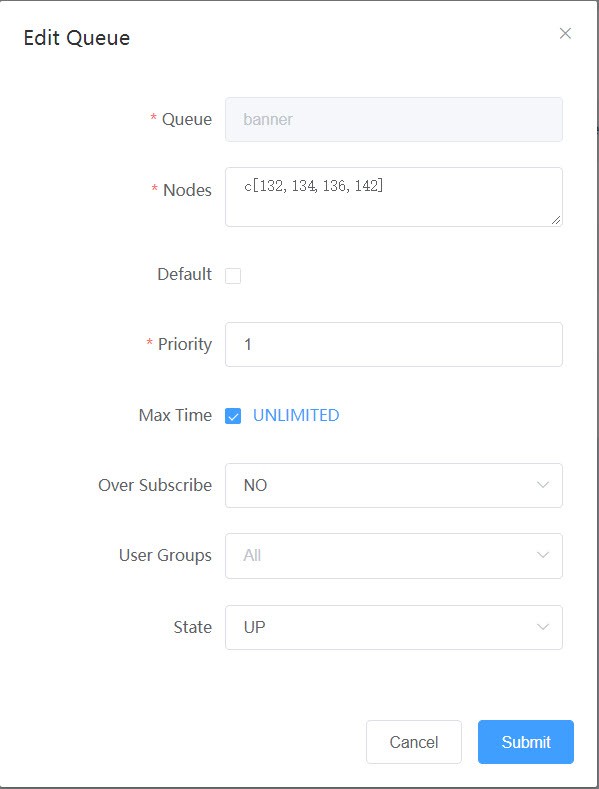 Edit Queue
* Queue banner
* Nodes c[132,134,136,142]
Default
* Priority 1
Max Time UNLIMITED
Over Subscribe NO
User Groups All
State UP
Cancel Submit